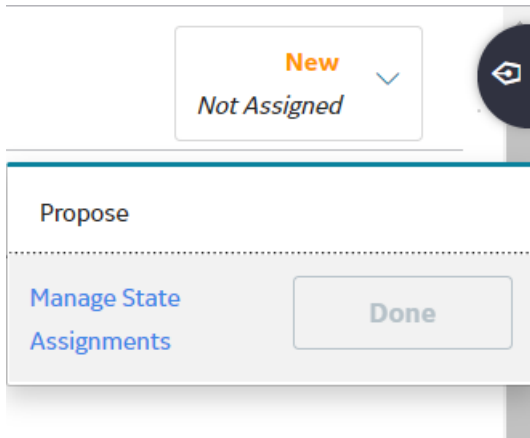 New
Not Assigned
Propose
Manage State
Assignments
Done